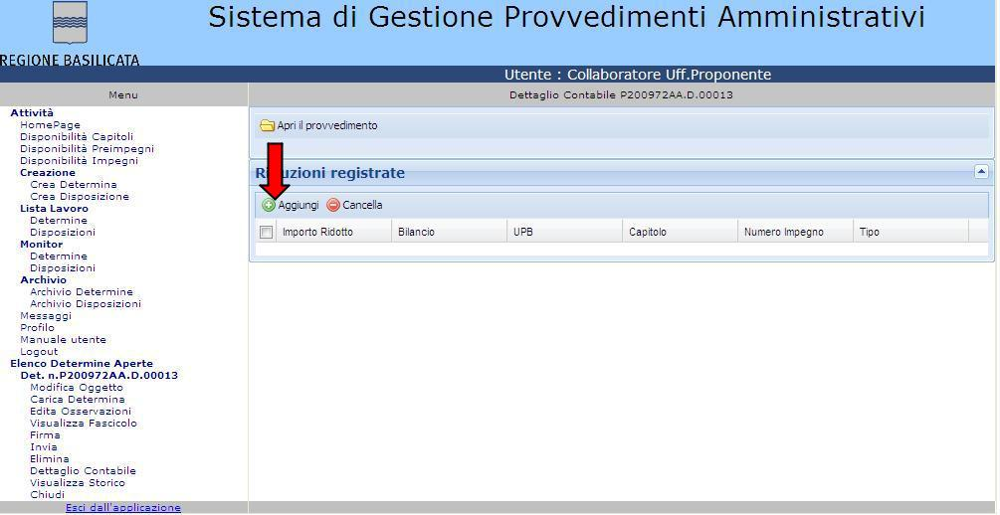 Sistema di Gestione Provvedimenti Amministrativi
REGIONE BASILICATA
Utente : Collaboratore Uff.Proponente
Menu
Dettaglio Contabile P200972AA.D.00013
Attività
HomePage
Disponibilità Capitoli
Disponibilità Preimpegni
Disponibilità Impegni
Creazione
Crea Determina
Crea Disposizione
Lista Lavoro
Determine
Disposizioni
Monitor
Determine
Disposizioni
Archivio
Archivio Determine
Archivio Disposizioni
Messaggi
Profilo
Manuale utente
Logout
Elenco Determine Aperte
Det. n.P200972AA.D.00013
Modifica Oggetto
Carica Determina
Edita Osservazioni
Visualizza Fascicolo
Firma
Invia
Elimina
Dettaglio Contabile
Visualizza Storico
Chiudi
Esci dall'applicazione
Apri il provvedimento
registrate
Aggiungi Cancella
Importo Ridotto Bilancio UPB Capitolo Numero Impegno Tipo